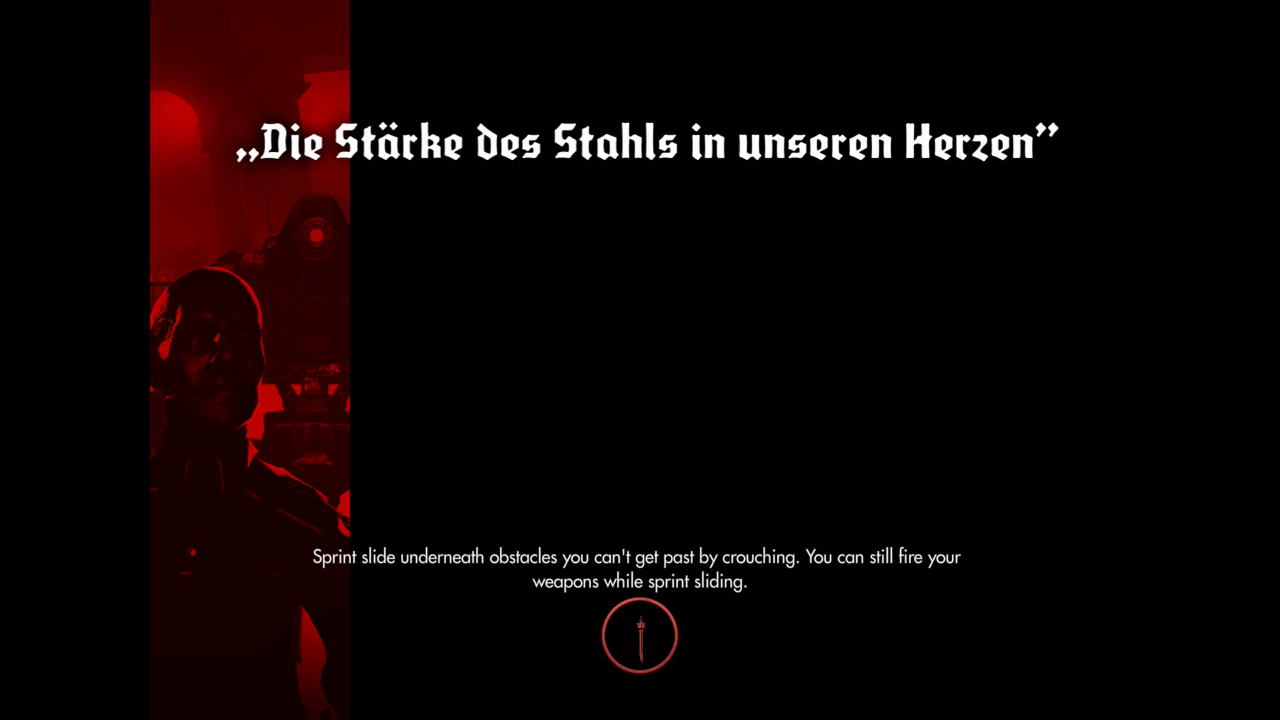 „Die Stärke des Stahls in unseren Herzen”
Sprint slide underneath obstacles you can't get past by crouching. You can still fire your
weapons while sprint sliding.